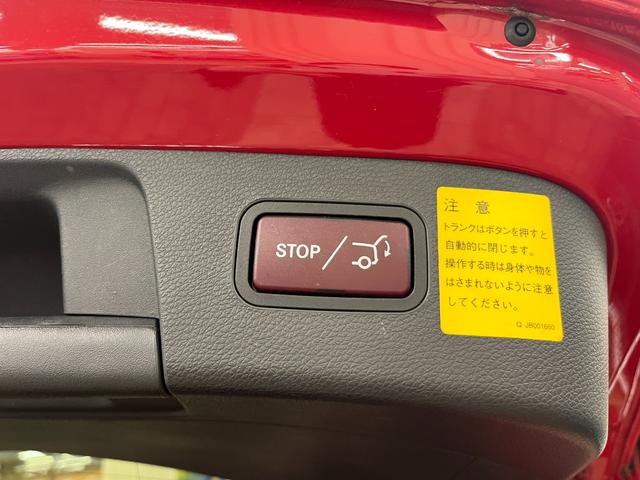 STOP /
注 意
トランクはボタンを押すと
自動的に閉じます。
操作する時は身体や物を
はさまれないように注意
してください。
Q JB001660